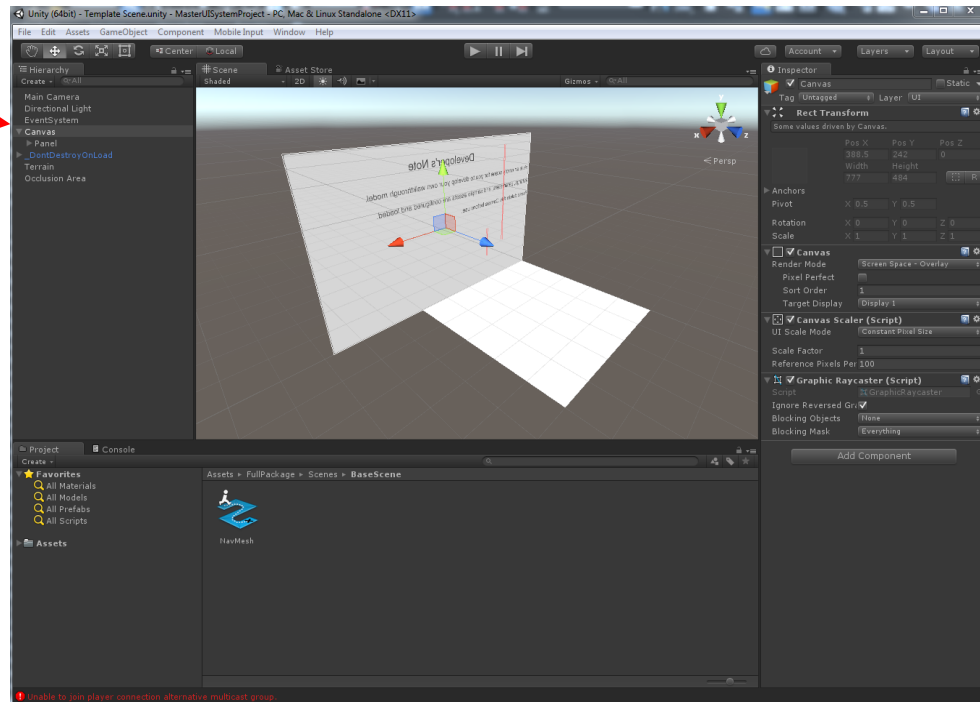 Unity (64bit) - Template Scene.unity - MasterUISystemProject - PC, Mac & Linux Standalone <DX11>
File Edit Assets GameObject Component Mobile Input Window Help
Center Local Account Layers Layout
Hierarchy
Create All
Main Camera
Directional Light
EventSystem
Canvas
Panel
_DontDestroyOnLoad
Terrain
Occlusion Area
Scene Asset Store
Shaded 2D Gizmos All
y
x z
Persp
Developer's Note
Inspector
Canvas Static
Tag Untagged Layer UI
Rect Transform
Some values driven by Canvas.
Pos X Pos Y Pos Z
388.5 242 0
Width Height
777 484
R
Anchors
Pivot X 0.5 Y 0.5
Rotation X 0 Y 0 Z 0
Scale X 1 Y 1 Z 1
Canvas
Render Mode Screen Space - Overlay
Pixel Perfect
Sort Order 1
Target Display Display 1
Canvas Scaler (Script)
UI Scale Mode Constant Pixel Size
Scale Factor 1
Reference Pixels Per 100
Graphic Raycaster (Script)
Script GraphicRaycaster
Ignore Reversed Gra
Blocking Objects None
Blocking Mask Everything
Add Component
Project Console
Create
Favorites
All Materials
All Models
All Prefabs
All Scripts
Assets
Assets FullPackage Scenes BaseScene
NavMesh
Unable to join player connection alternative multicast group.